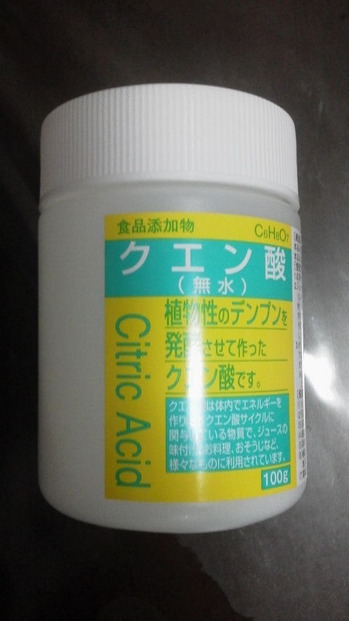 食品添加物 C₆H₈O₇
クエン酸
（無水）
植物性のデンプンを
発酵させて作った
クエン酸です。
クエン酸は体内でエネルギーを
作り クエン酸サイクルに
関与している物質で、ジュースの
味付け お料理、おそうじなど、
様々なものに利用されています。
100g
Citric Acid